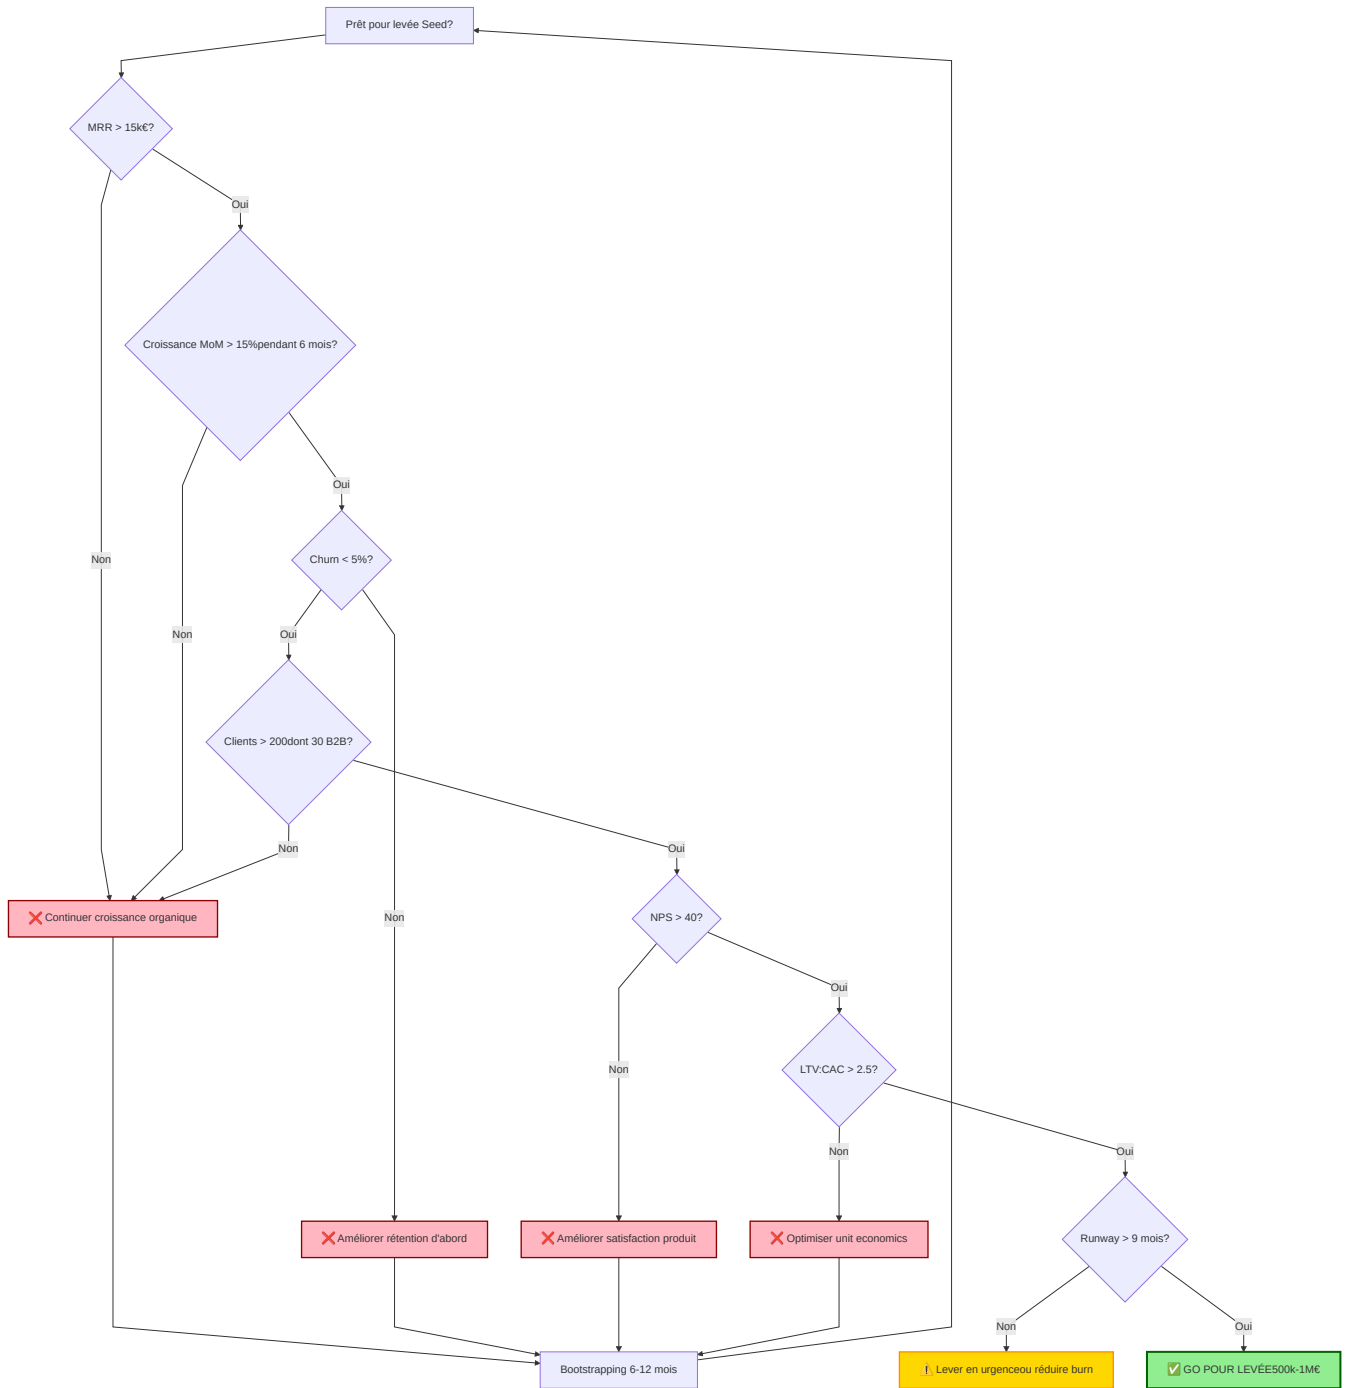 Prêt pour levée Seed?
MRR > 15k€?
Oui
Croissance MoM > 15%pendant 6 mois?
Oui
Non
Churn < 5%?
Non
Oui
Clients > 200dont 30 B2B?
Non
Oui
❌ Continuer croissance organique
Non
NPS > 40?
Oui
Non
LTV:CAC > 2.5?
Non
Oui
❌ Améliorer rétention d'abord
❌ Améliorer satisfaction produit
❌ Optimiser unit economics
Runway > 9 mois?
Non
Oui
Bootstrapping 6-12 mois
⚠️ Lever en urgenceou réduire burn
✅ GO POUR LEVÉE500k-1M€